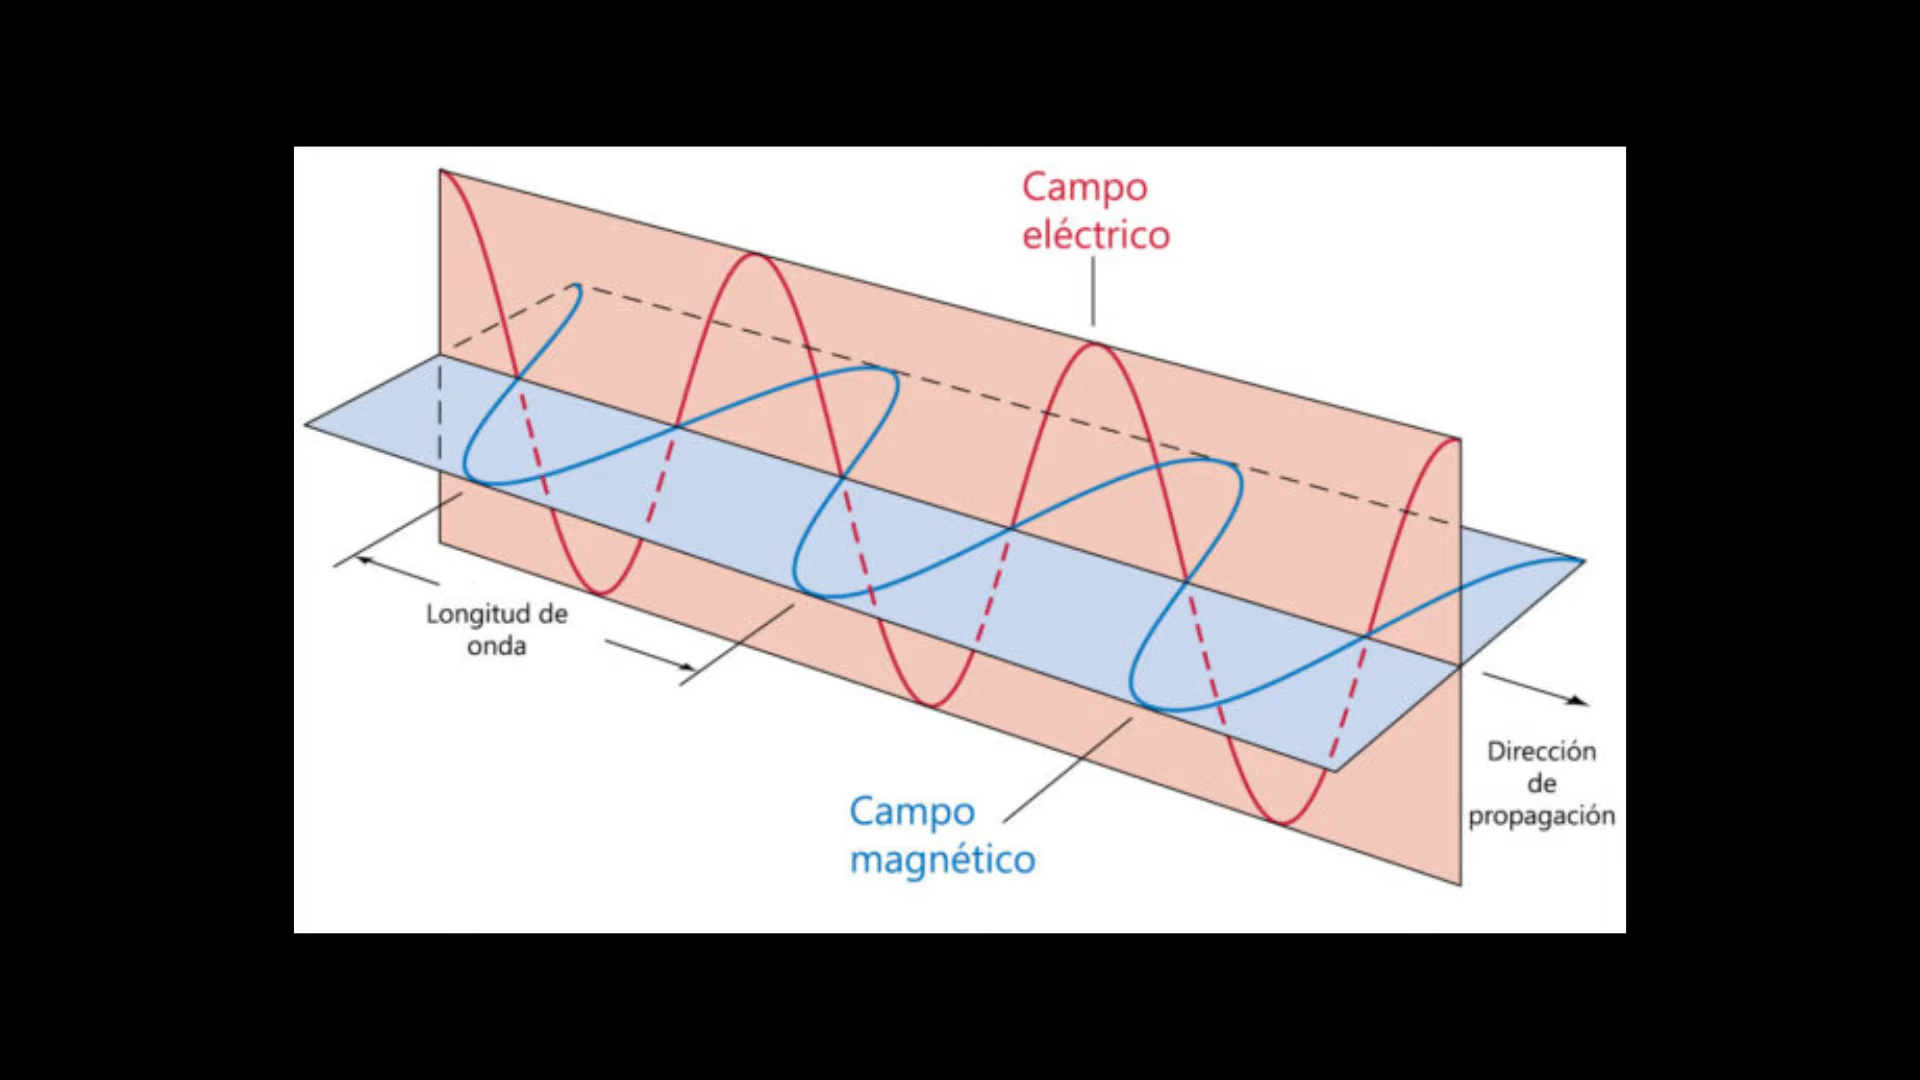 Campo
eléctrico
Longitud de
onda
Dirección
de
propagación
Campo
magnético